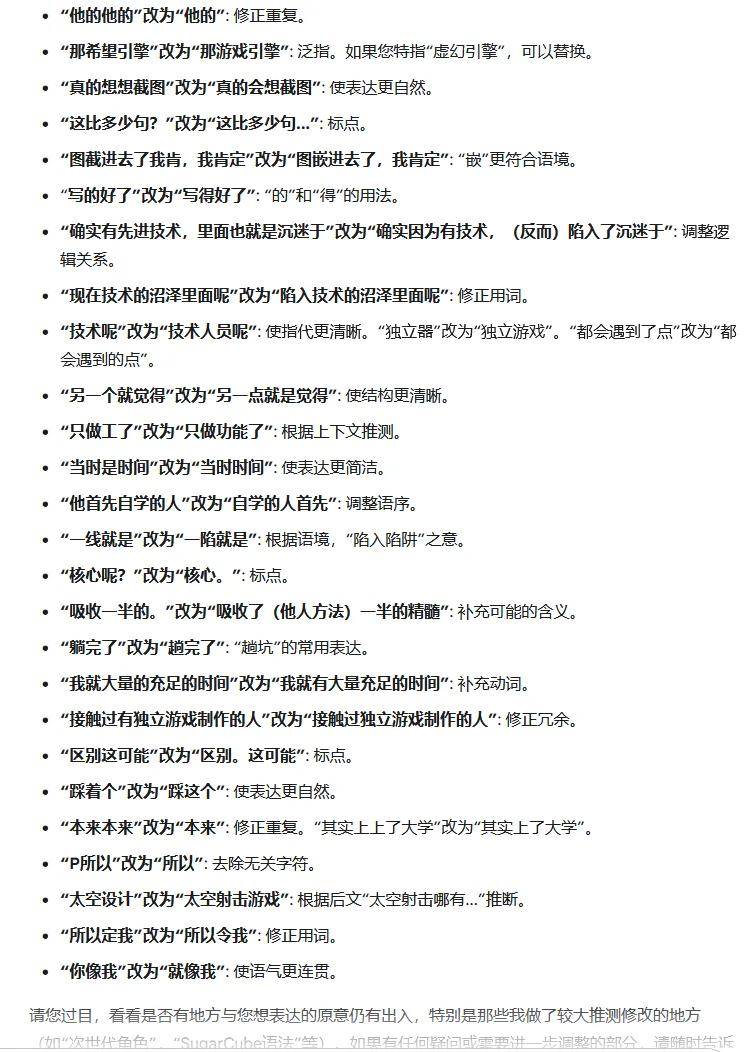 • “他的他的”改为“他的”: 修正重复。
• “那希望引擎”改为“那游戏引擎”: 泛指。如果您特指“虚幻引擎”，可以替换。
• “真的想想截图”改为“真的会想截图”: 使表达更自然。
• “这比多少句？”改为“这比多少句…”: 标点。
• “图截进去了我肯，我肯定”改为“图嵌进去了，我肯定”: “嵌”更符合语境。
• “写的好了”改为“写得好了”: “的”和“得”的用法。
• “确实有先进技术，里面也就是沉迷于”改为“确实因为有技术，（反而）陷入了沉迷于”: 调整逻
辑关系。
• “现在技术的沼泽里面呢”改为“陷入技术的沼泽里面呢”: 修正用词。
• “技术呢”改为“技术人员呢”: 使指代更清晰。“独立器”改为“独立游戏”。“都会遇到了点”改为“都
会遇到的点”。
• “另一个就觉得”改为“另一点就是觉得”: 使结构更清晰。
• “只做工了”改为“只做功能了”: 根据上下文推测。
• “当时是时间”改为“当时时间”: 使表达更简洁。
• “他首先自学的人”改为“自学的人首先”: 调整语序。
• “一线就是”改为“一陷就是”: 根据语境，“陷入陷阱”之意。
• “核心呢？”改为“核心。”: 标点。
• “吸收一半的。”改为“吸收了（他人方法）一半的精髓”: 补充可能的含义。
• “躺完了”改为“趟完了”: “趟坑”的常用表达。
• “我就大量的充足的时间”改为“我就有大量充足的时间”: 补充动词。
• “接触过有独立游戏制作的人”改为“接触过独立游戏制作的人”: 修正冗余。
• “区别这可能”改为“区别。这可能”: 标点。
• “踩着个”改为“踩这个”: 使表达更自然。
• “本来本来”改为“本来”: 修正重复。“其实上上了大学”改为“其实上了大学”。
• “P所以”改为“所以”: 去除无关字符。
• “太空设计”改为“太空射击游戏”: 根据后文“太空射击哪有…”推断。
• “所以定我”改为“所以令我”: 修正用词。
• “你像我”改为“就像我”: 使语气更连贯。
请您过目，看看是否有地方与您想表达的原意仍有出入，特别是那些我做了较大推测修改的地方
（如“次世代角色”、“SugarCube语法”等）。如果有任何疑问或需要进一步调整的部分，请随时告诉